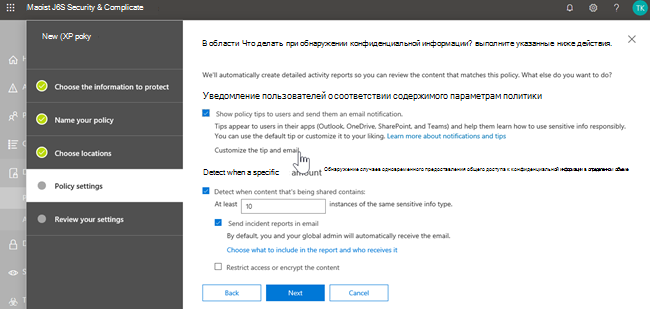 Maoist J6S Security & Complicate
TK
New (XP poky
В области Что делать при обнаружении конфиденциальной информации? выполните указанные ниже действия.
We'll automatically create detailed activity reports so you can review the content that matches this policy. What else do you want to do?
Choose the information to protect
Name your policy
Choose locations
Policy settings
Review your settings
Уведомление пользователей о соответствии содержимого параметрам политики
Show policy tips to users and send them an email notification.
Tips appear to users in their apps (Outlook, OneDrive, SharePoint, and Teams) and help them learn how to use sensitive info responsibly.
You can use the default tip or customize it to your liking. Learn more about notifications and tips
Customize the tip and email
Detect when a specific amount Обнаружение случаев одновременного предоставления общего доступа к конфиденциальной информации в определенном объеме
Detect when content that's being shared contains:
At least 10 instances of the same sensitive info type.
Send incident reports in email
By default, you and your global admin will automatically receive the email.
Choose what to include in the report and who receives it
Restrict access or encrypt the content
Back Next Cancel